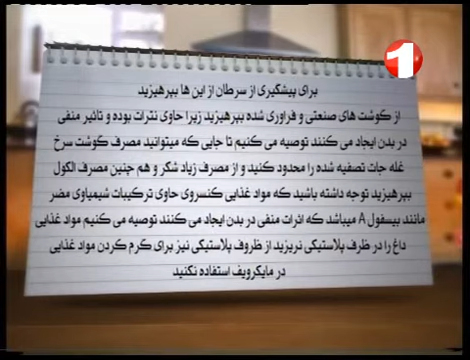 1
برای پیشگیری از سرطان از این ها بپرهیزید
از گوشت های صنعتی و فراوری شده بپرهیزید زیرا حاوی نترات بوده و تاثیر منفی
در بدن ایجاد می کنند توصیه می کنیم تا جایی که میتوانید مصرف گوشت سرخ
غله جات تصفیه شده را محدود کنید و از مصرف زیاد شکر و هم چنین مصرف الکول
بپرهیزید توجه داشته باشید که مواد غذایی کنسروی حاوی ترکیبات شیمیاوی مضر
مانند بیسفول A میباشد که اثرات منفی در بدن ایجاد می کنند توصیه می کنیم مواد غذایی
داغ را در ظرف پلاستیکی نریزید از ظروف پلاستیکی نیز برای گرم کردن مواد غذایی
در مایکرویف استفاده نکنید